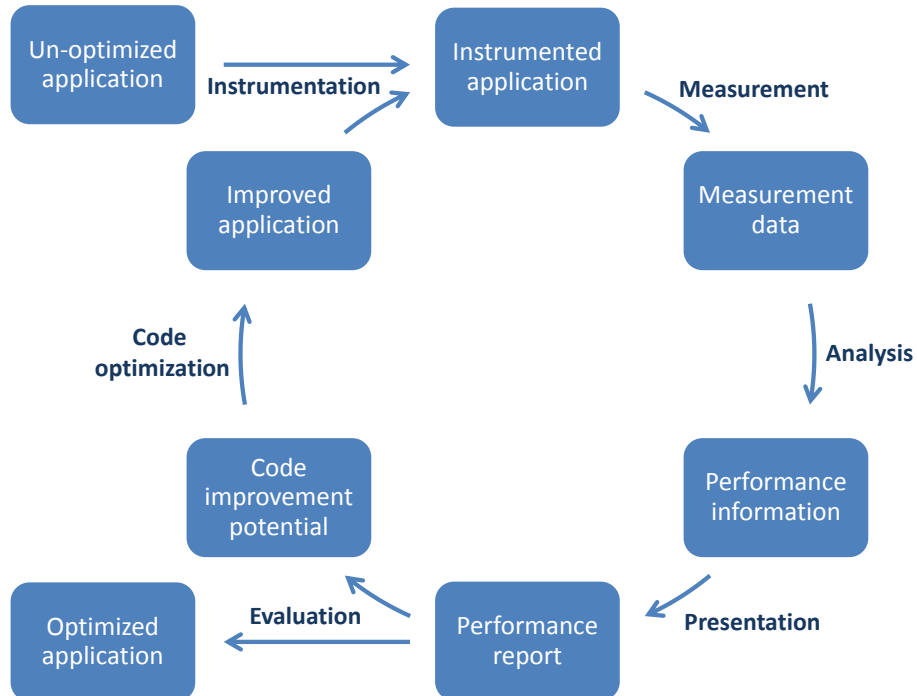 Un-optimized
application
Instrumentation
Instrumented
application
Measurement
Improved
application
Measurement
data
Code
optimization
Analysis
Code
improvement
potential
Performance
information
Optimized
application
Evaluation
Performance
report
Presentation